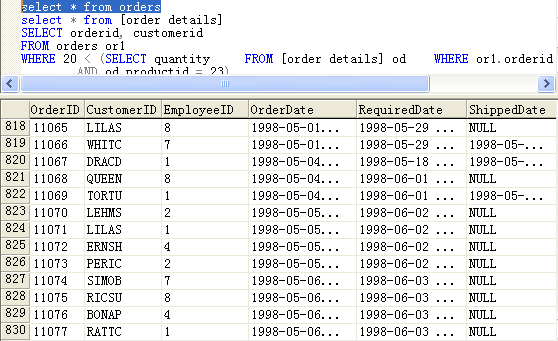 select * from orders
select * from [order details]
SELECT orderid, customerid
FROM orders or1
WHERE 20 < (SELECT quantity FROM [order details] od WHERE or1.orderid
AND od.productid = 23)
OrderID CustomerID EmployeeID OrderDate RequiredDate ShippedDate
818 11065 LILAS 8 1998-05-01... 1998-05-29 ... NULL
819 11066 WHITC 7 1998-05-01... 1998-05-29 ... 1998-05-...
820 11067 DRACD 1 1998-05-04... 1998-05-18 ... 1998-05-...
821 11068 QUEEN 8 1998-05-04... 1998-06-01 ... NULL
822 11069 TORTU 1 1998-05-04... 1998-06-01 ... 1998-05-...
823 11070 LEHMS 2 1998-05-05... 1998-06-02 ... NULL
824 11071 LILAS 1 1998-05-05... 1998-06-02 ... NULL
825 11072 ERNSH 4 1998-05-05... 1998-06-02 ... NULL
826 11073 PERIC 2 1998-05-05... 1998-06-02 ... NULL
827 11074 SIMOB 7 1998-05-06... 1998-06-03 ... NULL
828 11075 RICSU 8 1998-05-06... 1998-06-03 ... NULL
829 11076 BONAP 4 1998-05-06... 1998-06-03 ... NULL
830 11077 RATTC 1 1998-05-06... 1998-06-03 ... NULL